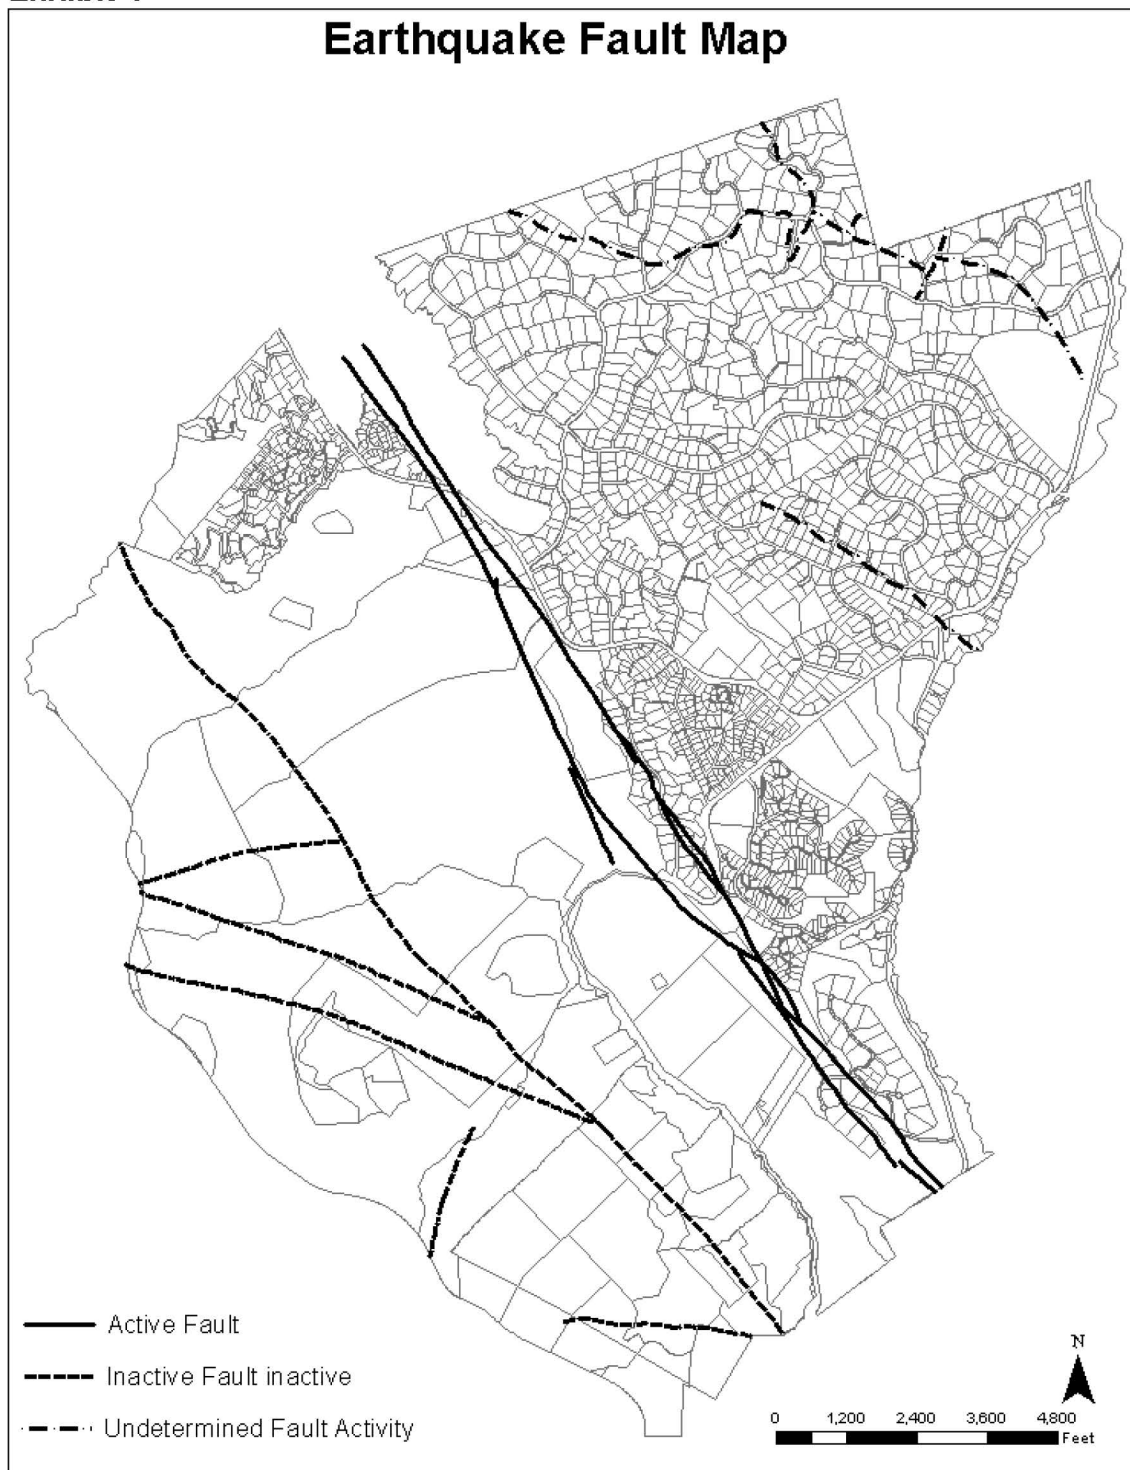 Earthquake Fault Map
Active Fault
Inactive Fault inactive
Undetermined Fault Activity
N
0 1,200 2,400 3,600 4,800
Feet